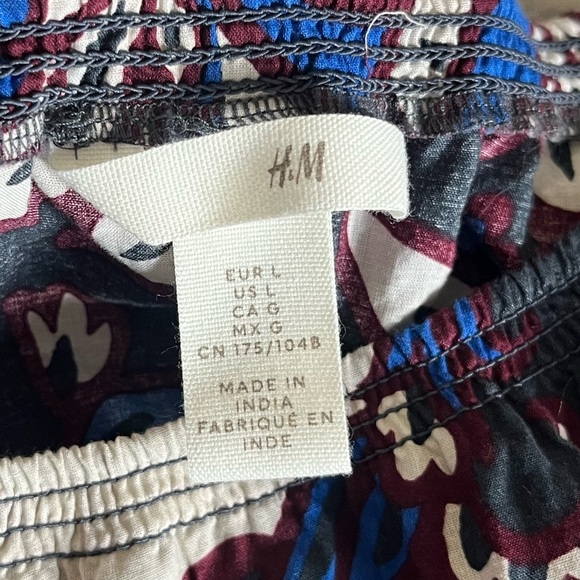 H&M
EUR L
US L
CA G
MX G
CN 175/104B
MADE IN
INDIA
FABRIQUÉ EN
INDE